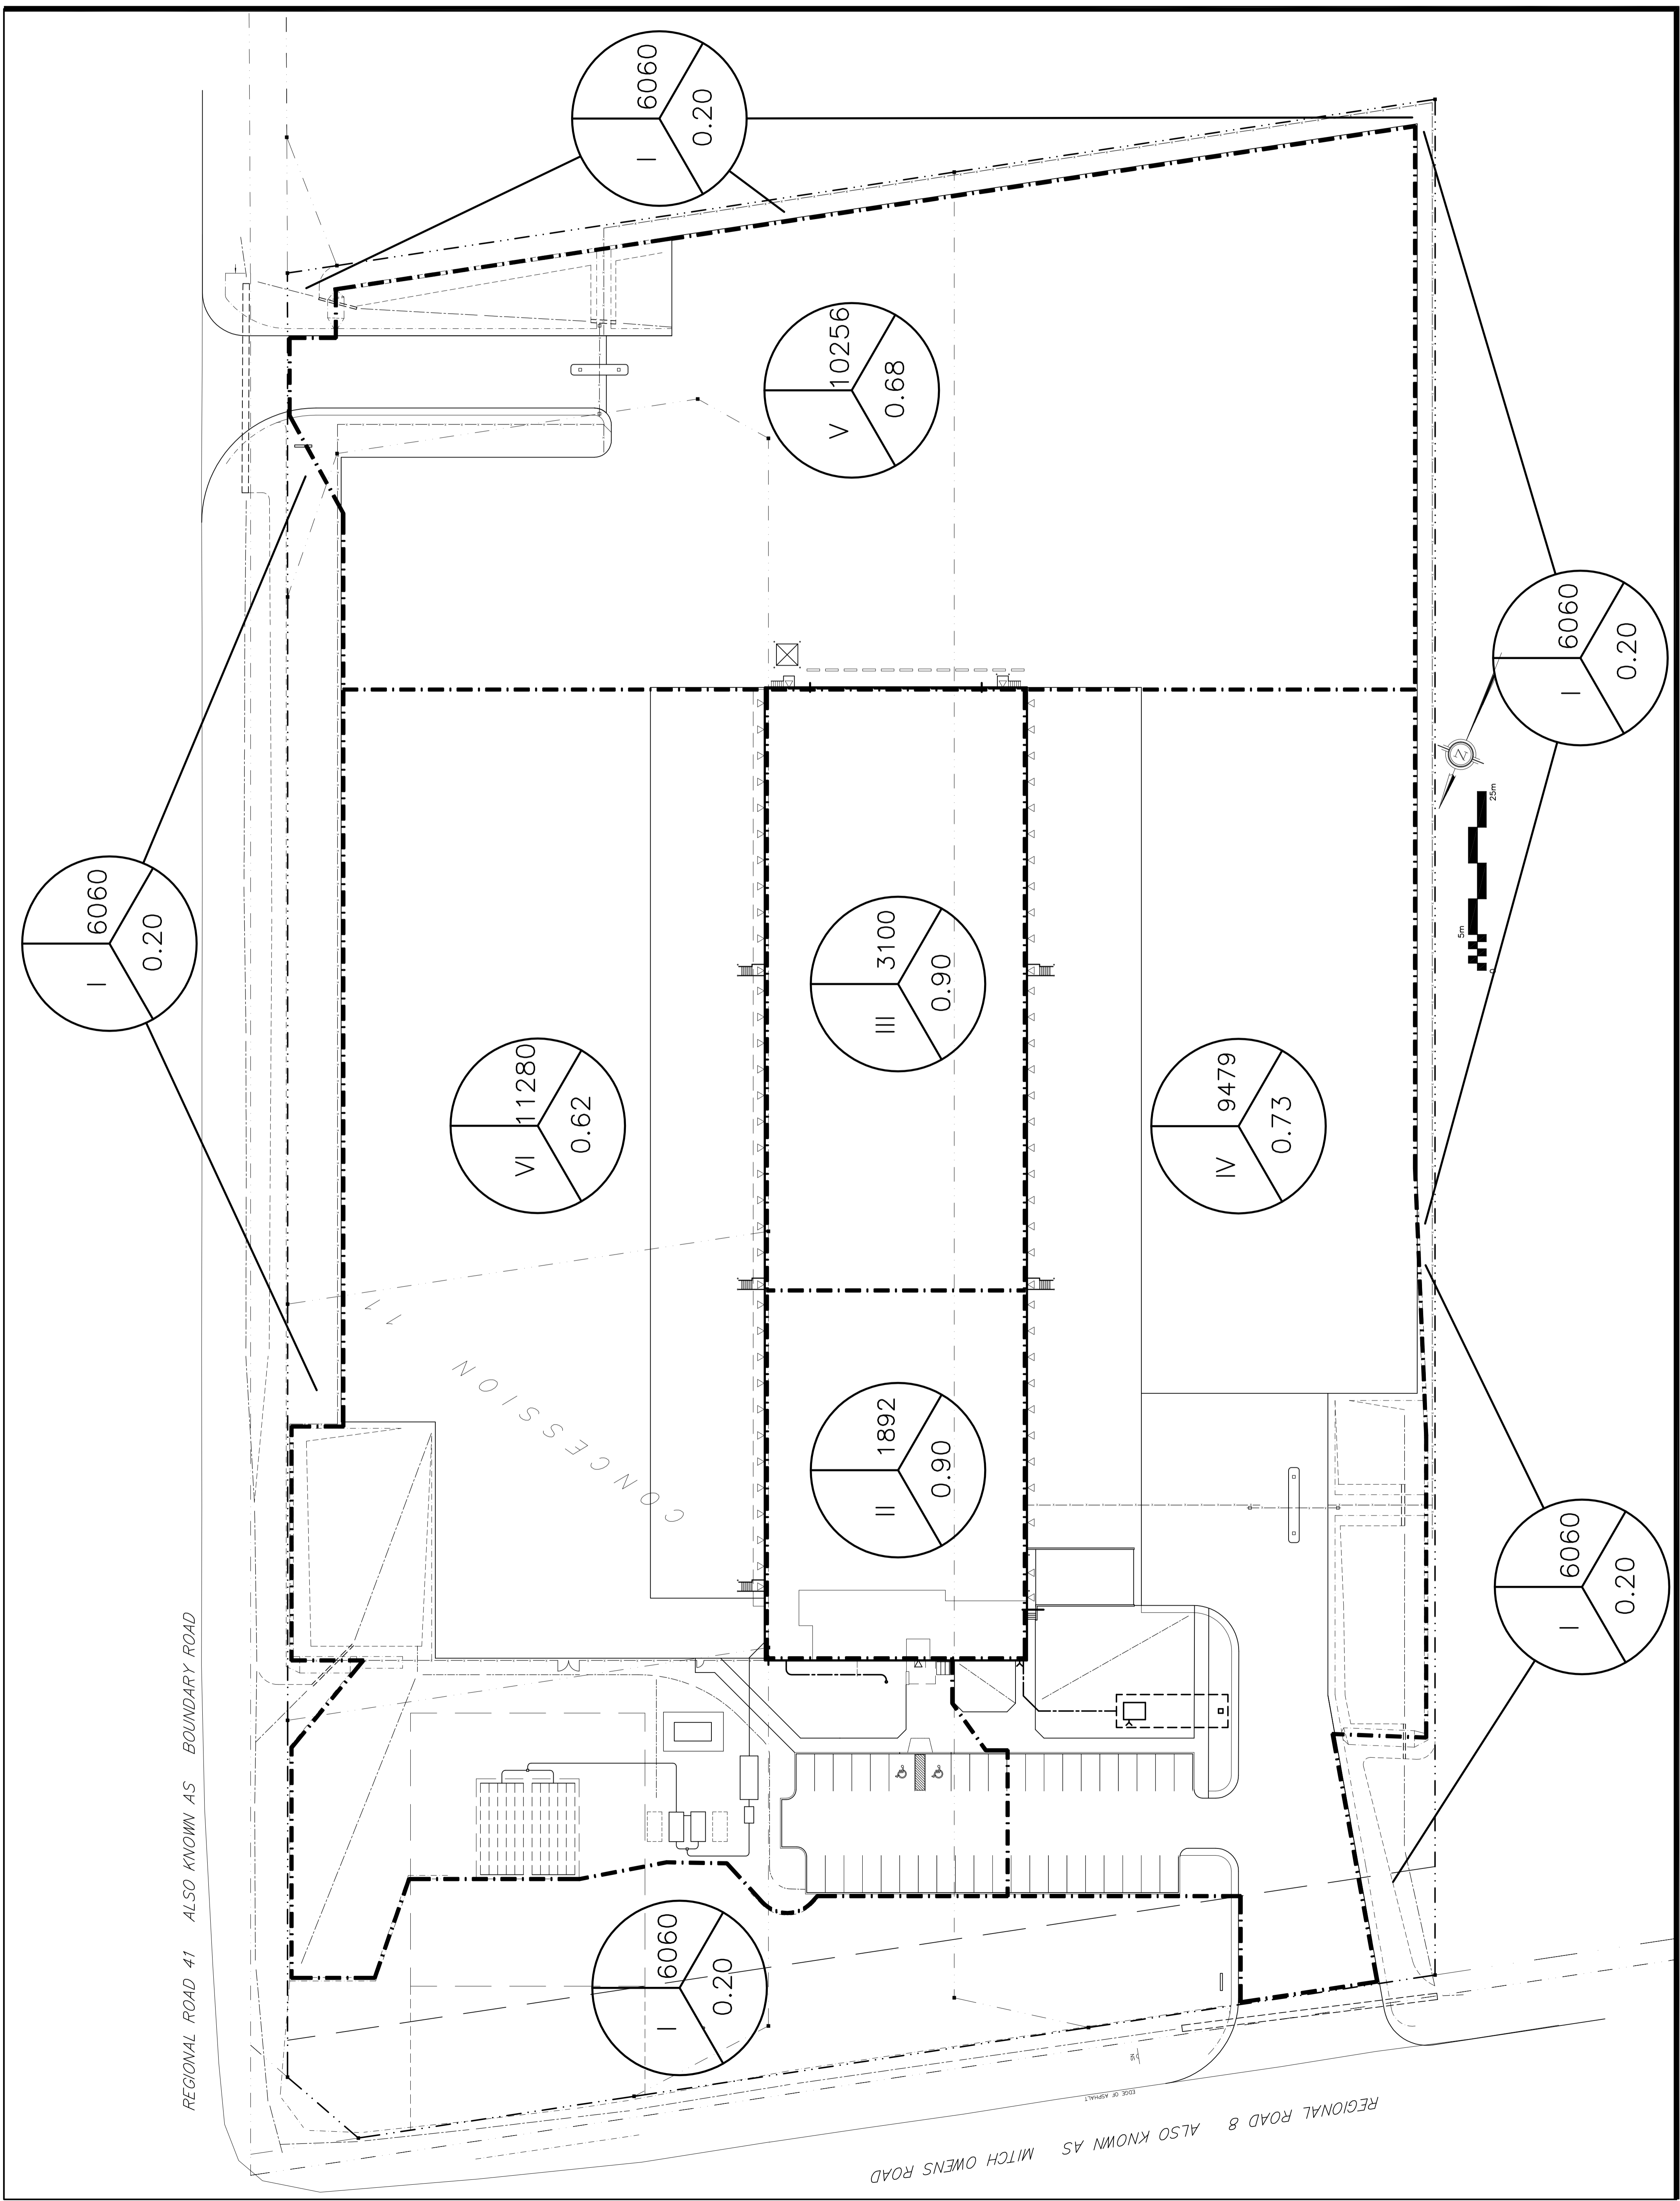 I
6060
0.20
I
6060
0.20
V
10256
0.68
I
6060
0.20
I
6060
0.20
VI
11280
0.62
III
3100
0.90
IV
9479
0.73
N
5m
25m
0
CONCESSION 11
II
1892
0.90
I
6060
0.20
I
6060
0.20
REGIONAL ROAD 41 ALSO KNOWN AS BOUNDARY ROAD
EDGE OF ASPHALT
REGIONAL ROAD 8 ALSO KNOWN AS MITCH OWENS ROAD